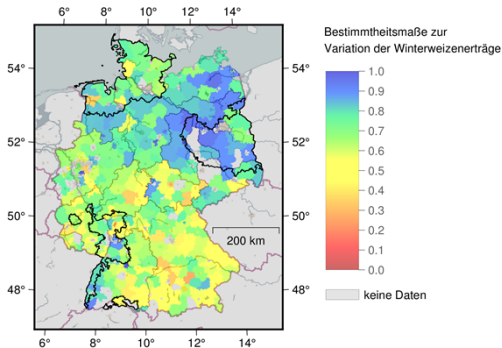 6° 8° 10° 12° 14°
Bestimmtheitsmaße zur
Variation der Winterweizenerträge
54° 54°
1.0
0.9
0.8
0.7
52° 52°
0.6
0.5
0.4
0.3
50° 50°
0.2
0.1
0.0
200 km
48° 48°
keine Daten
6° 8° 10° 12° 14°